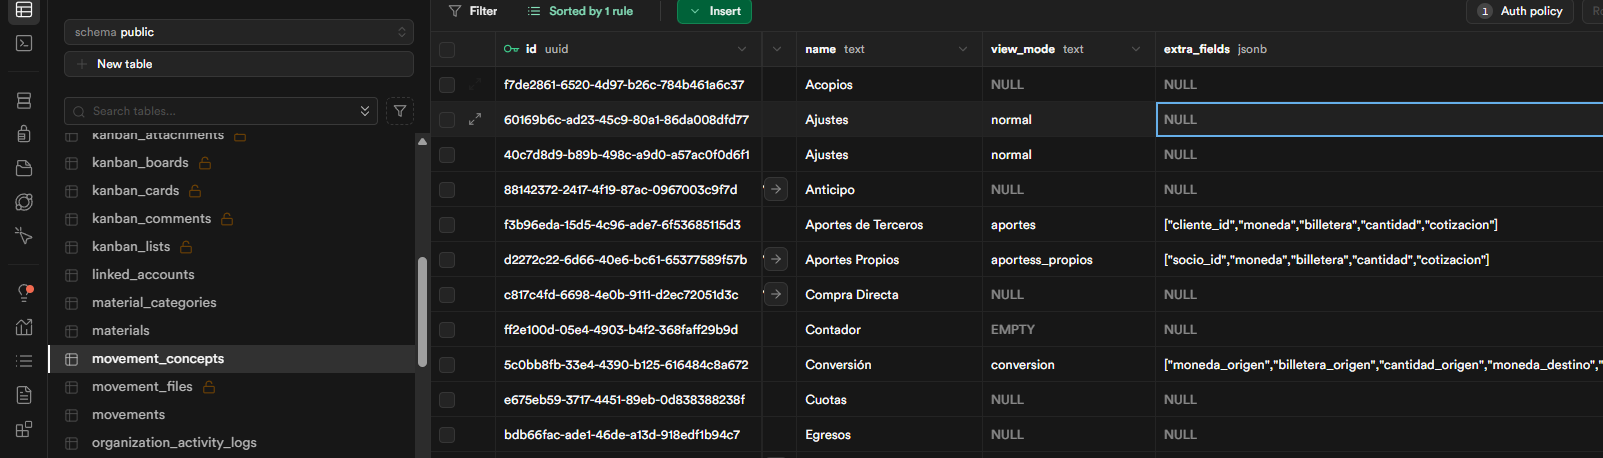 schema public
New table
Search tables...
kanban_attachments
kanban_boards
kanban_cards
kanban_comments
kanban_lists
linked_accounts
material_categories
materials
movement_concepts
movement_files
movements
organization_activity_logs
Filter Sorted by 1 rule Insert 1 Auth policy
id uuid name text view_mode text extra_fields jsonb
f7de2861-6520-4d97-b26c-784b461a6c37 Acopios NULL NULL
60169b6c-ad23-45c9-80a1-86da008dfd77 Ajustes normal NULL
40c7d8d9-b89b-498c-a9d0-a57ac0f0d6f1 Ajustes normal NULL
88142372-2417-4f19-87ac-0967003c9f7d Anticipo NULL NULL
f3b96eda-15d5-4c96-ade7-6f53685115d3 Aportes de Terceros aportes ["cliente_id","moneda","billetera","cantidad","cotizacion"]
d2272c22-6d66-40e6-bc61-65377589f57b Aportes Propios aportess_propios ["socio_id","moneda","billetera","cantidad","cotizacion"]
c817c4fd-6698-4e0b-9111-d2ec72051d3c Compra Directa NULL NULL
ff2e100d-05e4-4903-b4f2-368faff29b9d Contador EMPTY NULL
5c0bb8fb-33e4-4390-b125-616484c8a672 Conversión conversion ["moneda_origen","billetera_origen","cantidad_origen","moneda_destino","
e675eb59-3717-4451-89eb-0d838388238f Cuotas NULL NULL
bdb66fac-ade1-46de-a13d-918edf1b94c7 Egresos NULL NULL